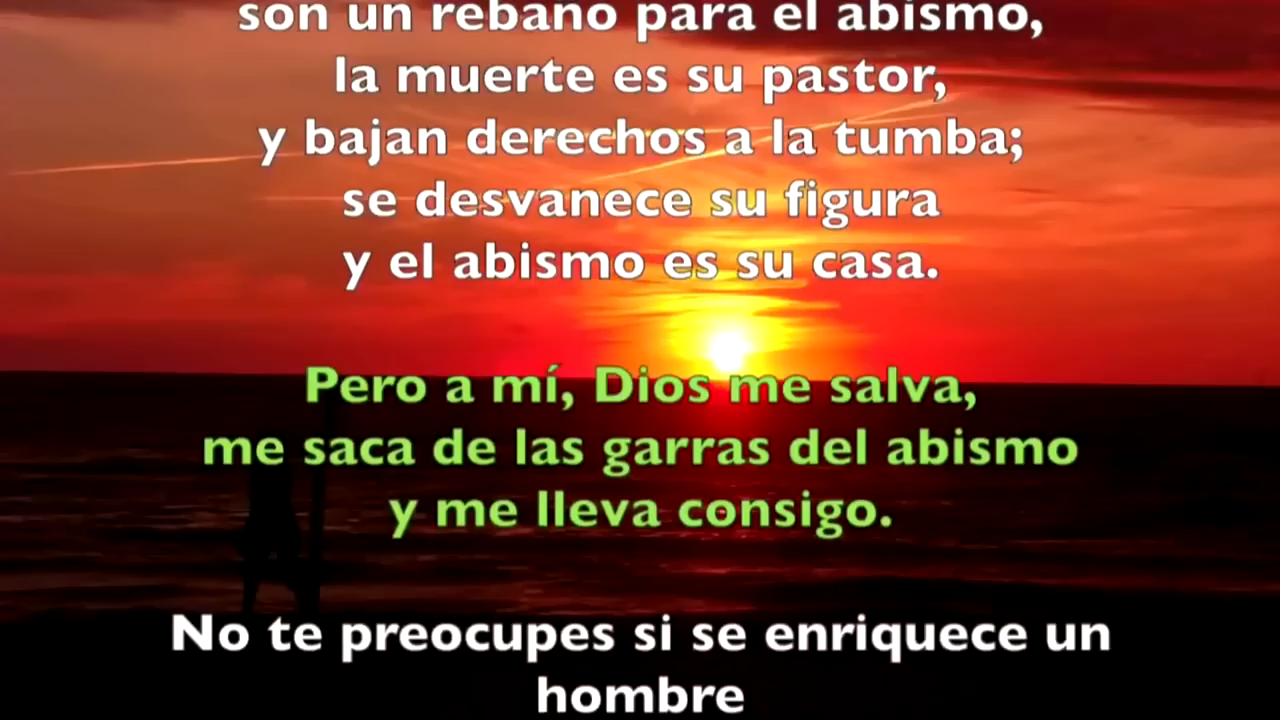 son un rebaño para el abismo,
la muerte es su pastor,
y bajan derechos a la tumba;
se desvanece su figura
y el abismo es su casa.
Pero a mí, Dios me salva,
me saca de las garras del abismo
y me lleva consigo.
No te preocupes si se enriquece un
hombre